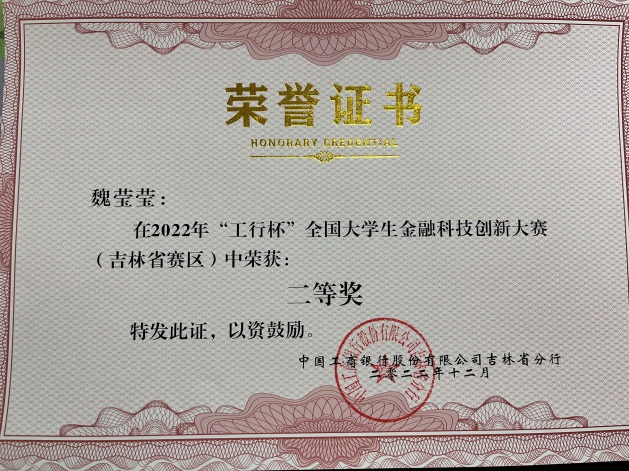 荣誉证书
HONORARY CREDENTIAL
魏莹莹：
在2022年“工行杯”全国大学生金融科技创新大赛
（吉林省赛区）中荣获：
二等奖
特发此证，以资鼓励。
中国工商银行股份有限公司吉林省分行
二〇二二年十二月